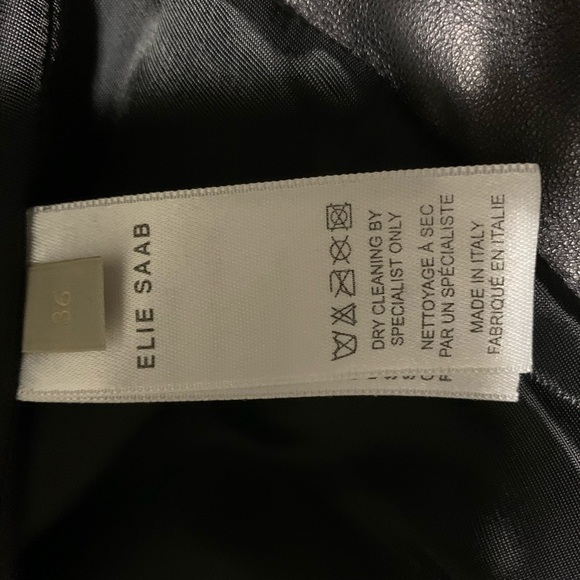 36
ELIE SAAB
DRY CLEANING BY
SPECIALIST ONLY
NETTOYAGE À SEC
PAR UN SPÉCIALISTE
MADE IN ITALY
FABRIQUÉ EN ITALIE